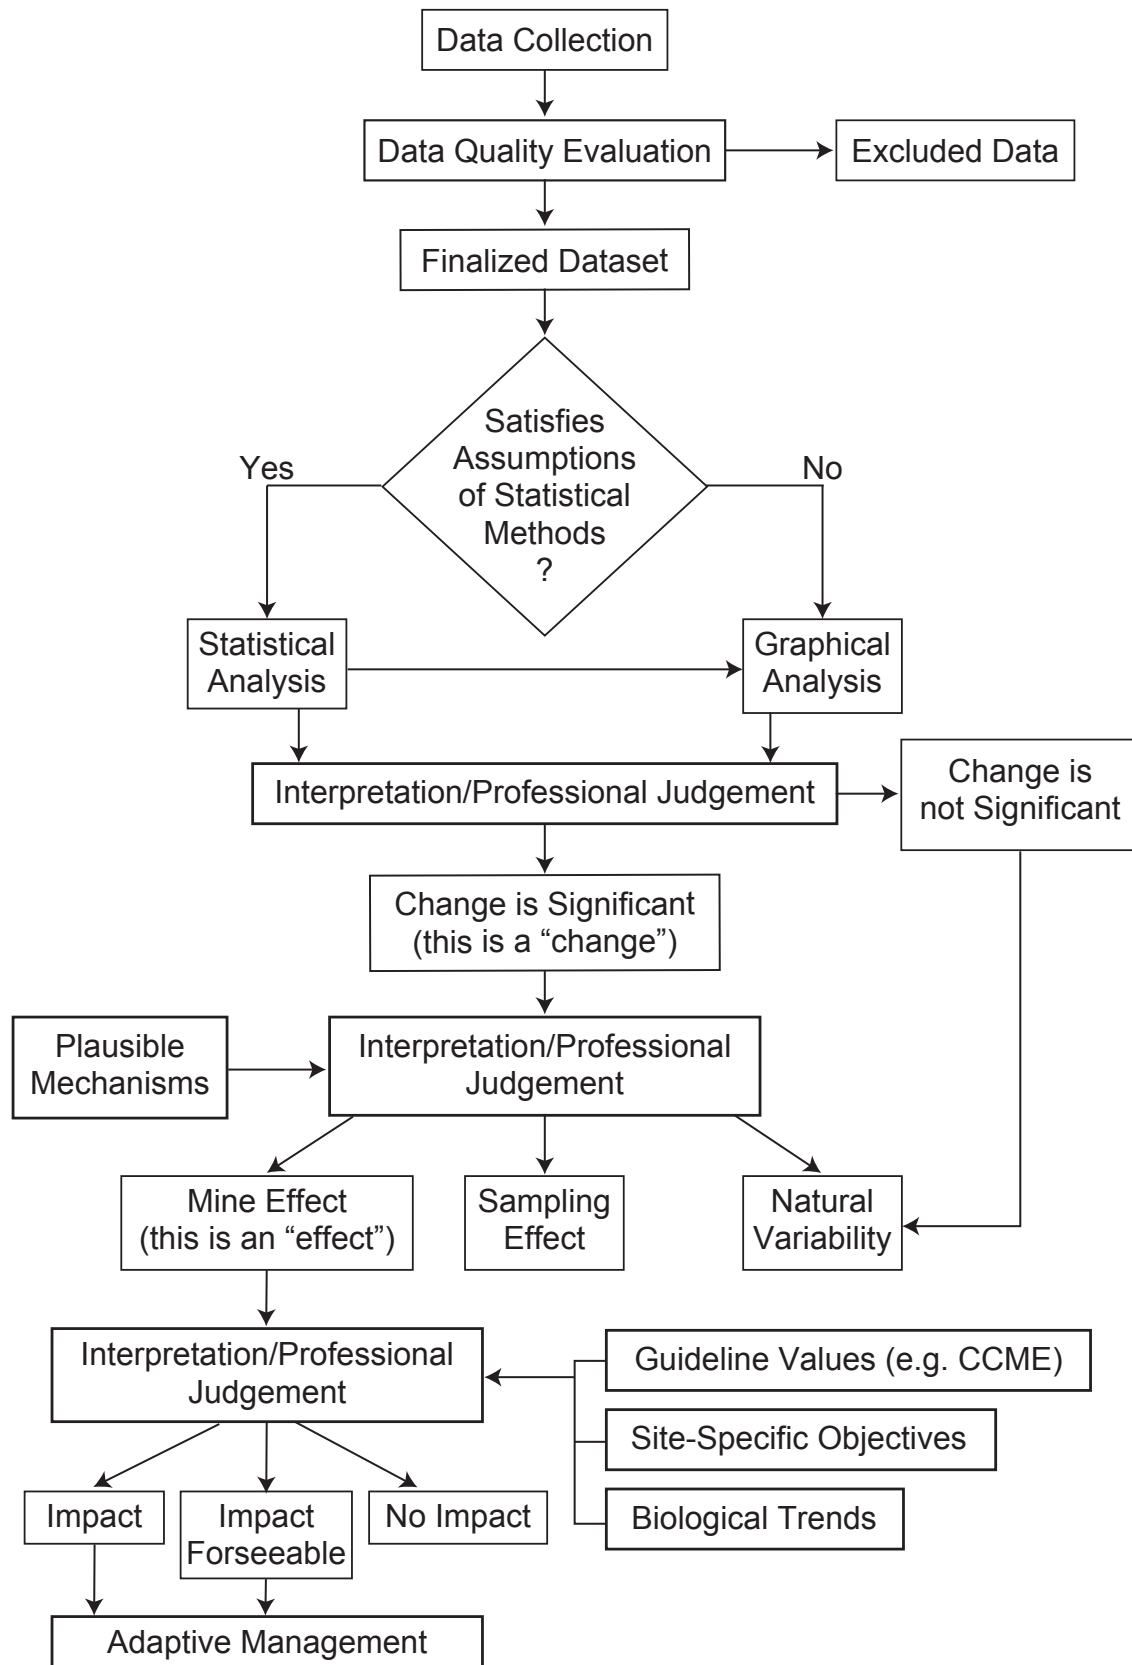 Data Collection
Data Quality Evaluation
Excluded Data
Finalized Dataset
Satisfies
Assumptions
of Statistical
Methods
?
Yes
No
Statistical
Analysis
Graphical
Analysis
Interpretation/Professional Judgement
Change is
not Significant
Change is Significant
(this is a “change”)
Plausible
Mechanisms
Interpretation/Professional
Judgement
Mine Effect
(this is an “effect”)
Sampling
Effect
Natural
Variability
Interpretation/Professional
Judgement
Guideline Values (e.g. CCME)
Site-Specific Objectives
Biological Trends
Impact
Impact
Forseeable
No Impact
Adaptive Management